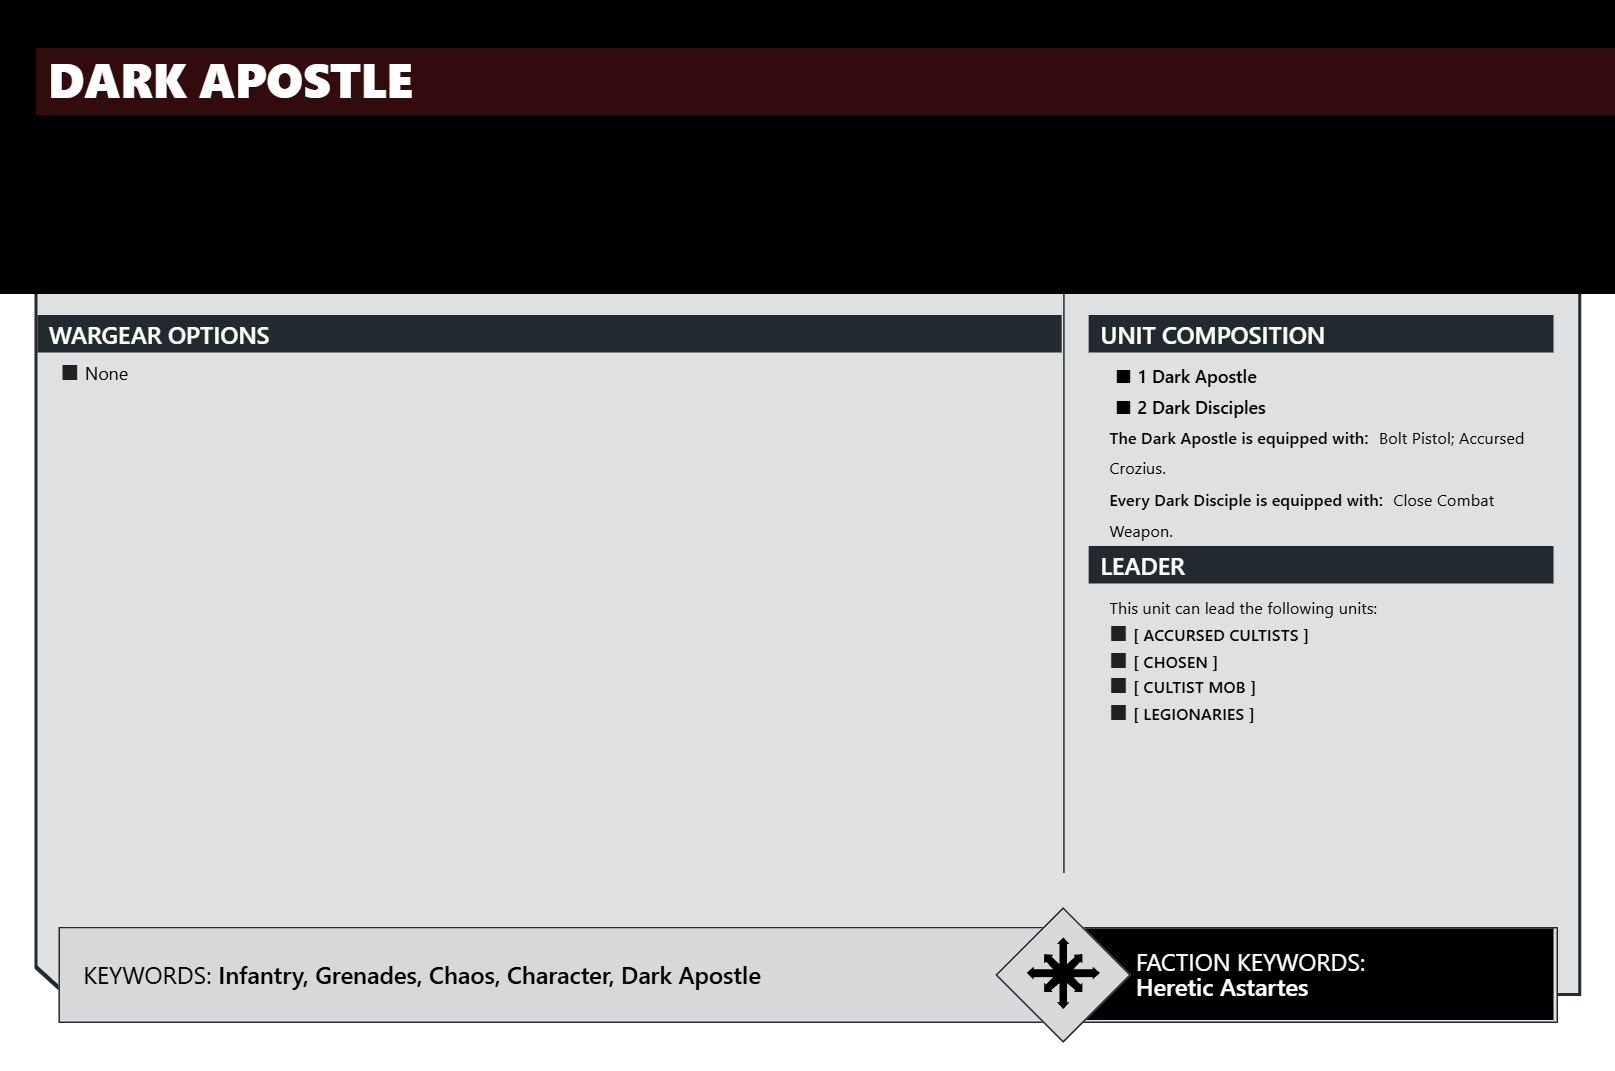 DARK APOSTLE
WARGEAR OPTIONS
■ None
UNIT COMPOSITION
■ 1 Dark Apostle
■ 2 Dark Disciples
The Dark Apostle is equipped with: Bolt Pistol; Accursed
Crozius.
Every Dark Disciple is equipped with: Close Combat
Weapon.
LEADER
This unit can lead the following units:
■ [ ACCURSED CULTISTS ]
■ [ CHOSEN ]
■ [ CULTIST MOB ]
■ [ LEGIONARIES ]
KEYWORDS: Infantry, Grenades, Chaos, Character, Dark Apostle
FACTION KEYWORDS:
Heretic Astartes